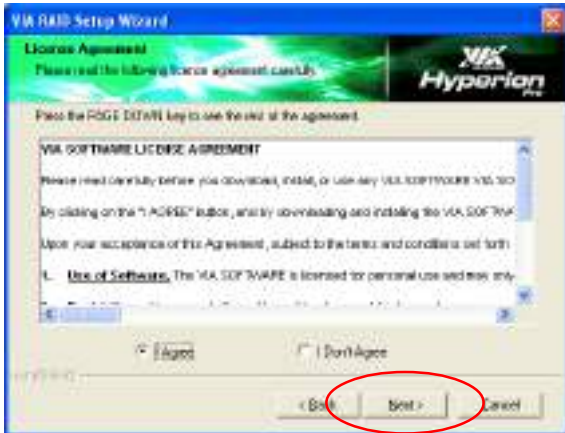 VIA RAID Setup Wizard
License Agreement
Please read the following license agreement carefully.
VIA
Hyperion
Pro
Press the PAGE DOWN key to see the rest of the agreement.
VIA SOFTWARE LICENSE AGREEMENT
Please read carefully before you download, install, or use any VIA SOFTWARE VIA SO
By clicking on the "I AGREE" button, and by downloading and installing the VIA SOFTWA
Upon your acceptance of this Agreement, subject to the terms and conditions set forth
1. Use of Software. The VIA SOFTWARE is licensed for personal use and may only
I Agree
I Don't Agree
< Back
Next >
Cancel